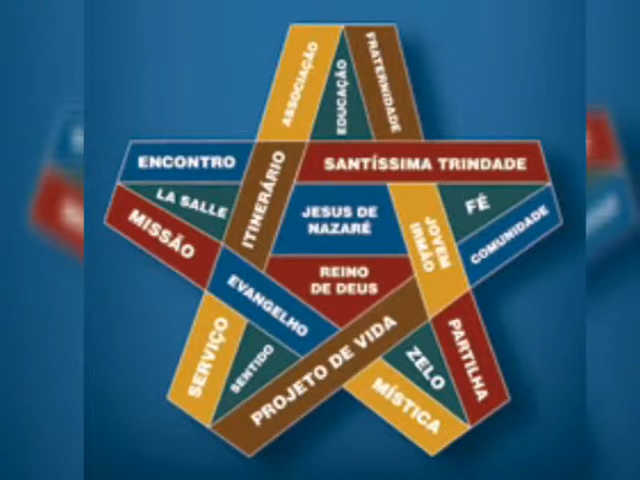 ASSOCIAÇÃO
EDUCAÇÃO
FRATERNIDADE
ENCONTRO
ITINERÁRIO
SANTÍSSIMA TRINDADE
LA SALLE
MISSÃO
JESUS DE
NAZARÉ
JOVEM
IRMÃO
FÉ
COMUNIDADE
REINO
DE DEUS
EVANGELHO
SERVIÇO
SENTIDO
PROJETO DE VIDA
ZELO
PARTILHA
MÍSTICA